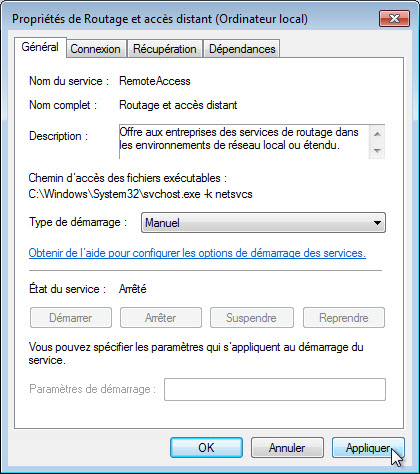 Propriétés de Routage et accès distant (Ordinateur local)
Général Connexion Récupération Dépendances
Nom du service : RemoteAccess
Nom complet : Routage et accès distant
Description : Offre aux entreprises des services de routage dans
les environnements de réseau local ou étendu.
Chemin d'accès des fichiers exécutables :
C:\Windows\System32\svchost.exe -k netsvcs
Type de démarrage : Manuel
Obtenir de l'aide pour configurer les options de démarrage des services.
État du service : Arrêté
Démarrer Arrêter Suspendre Reprendre
Vous pouvez spécifier les paramètres qui s'appliquent au démarrage du
service.
Paramètres de démarrage :
OK Annuler Appliquer